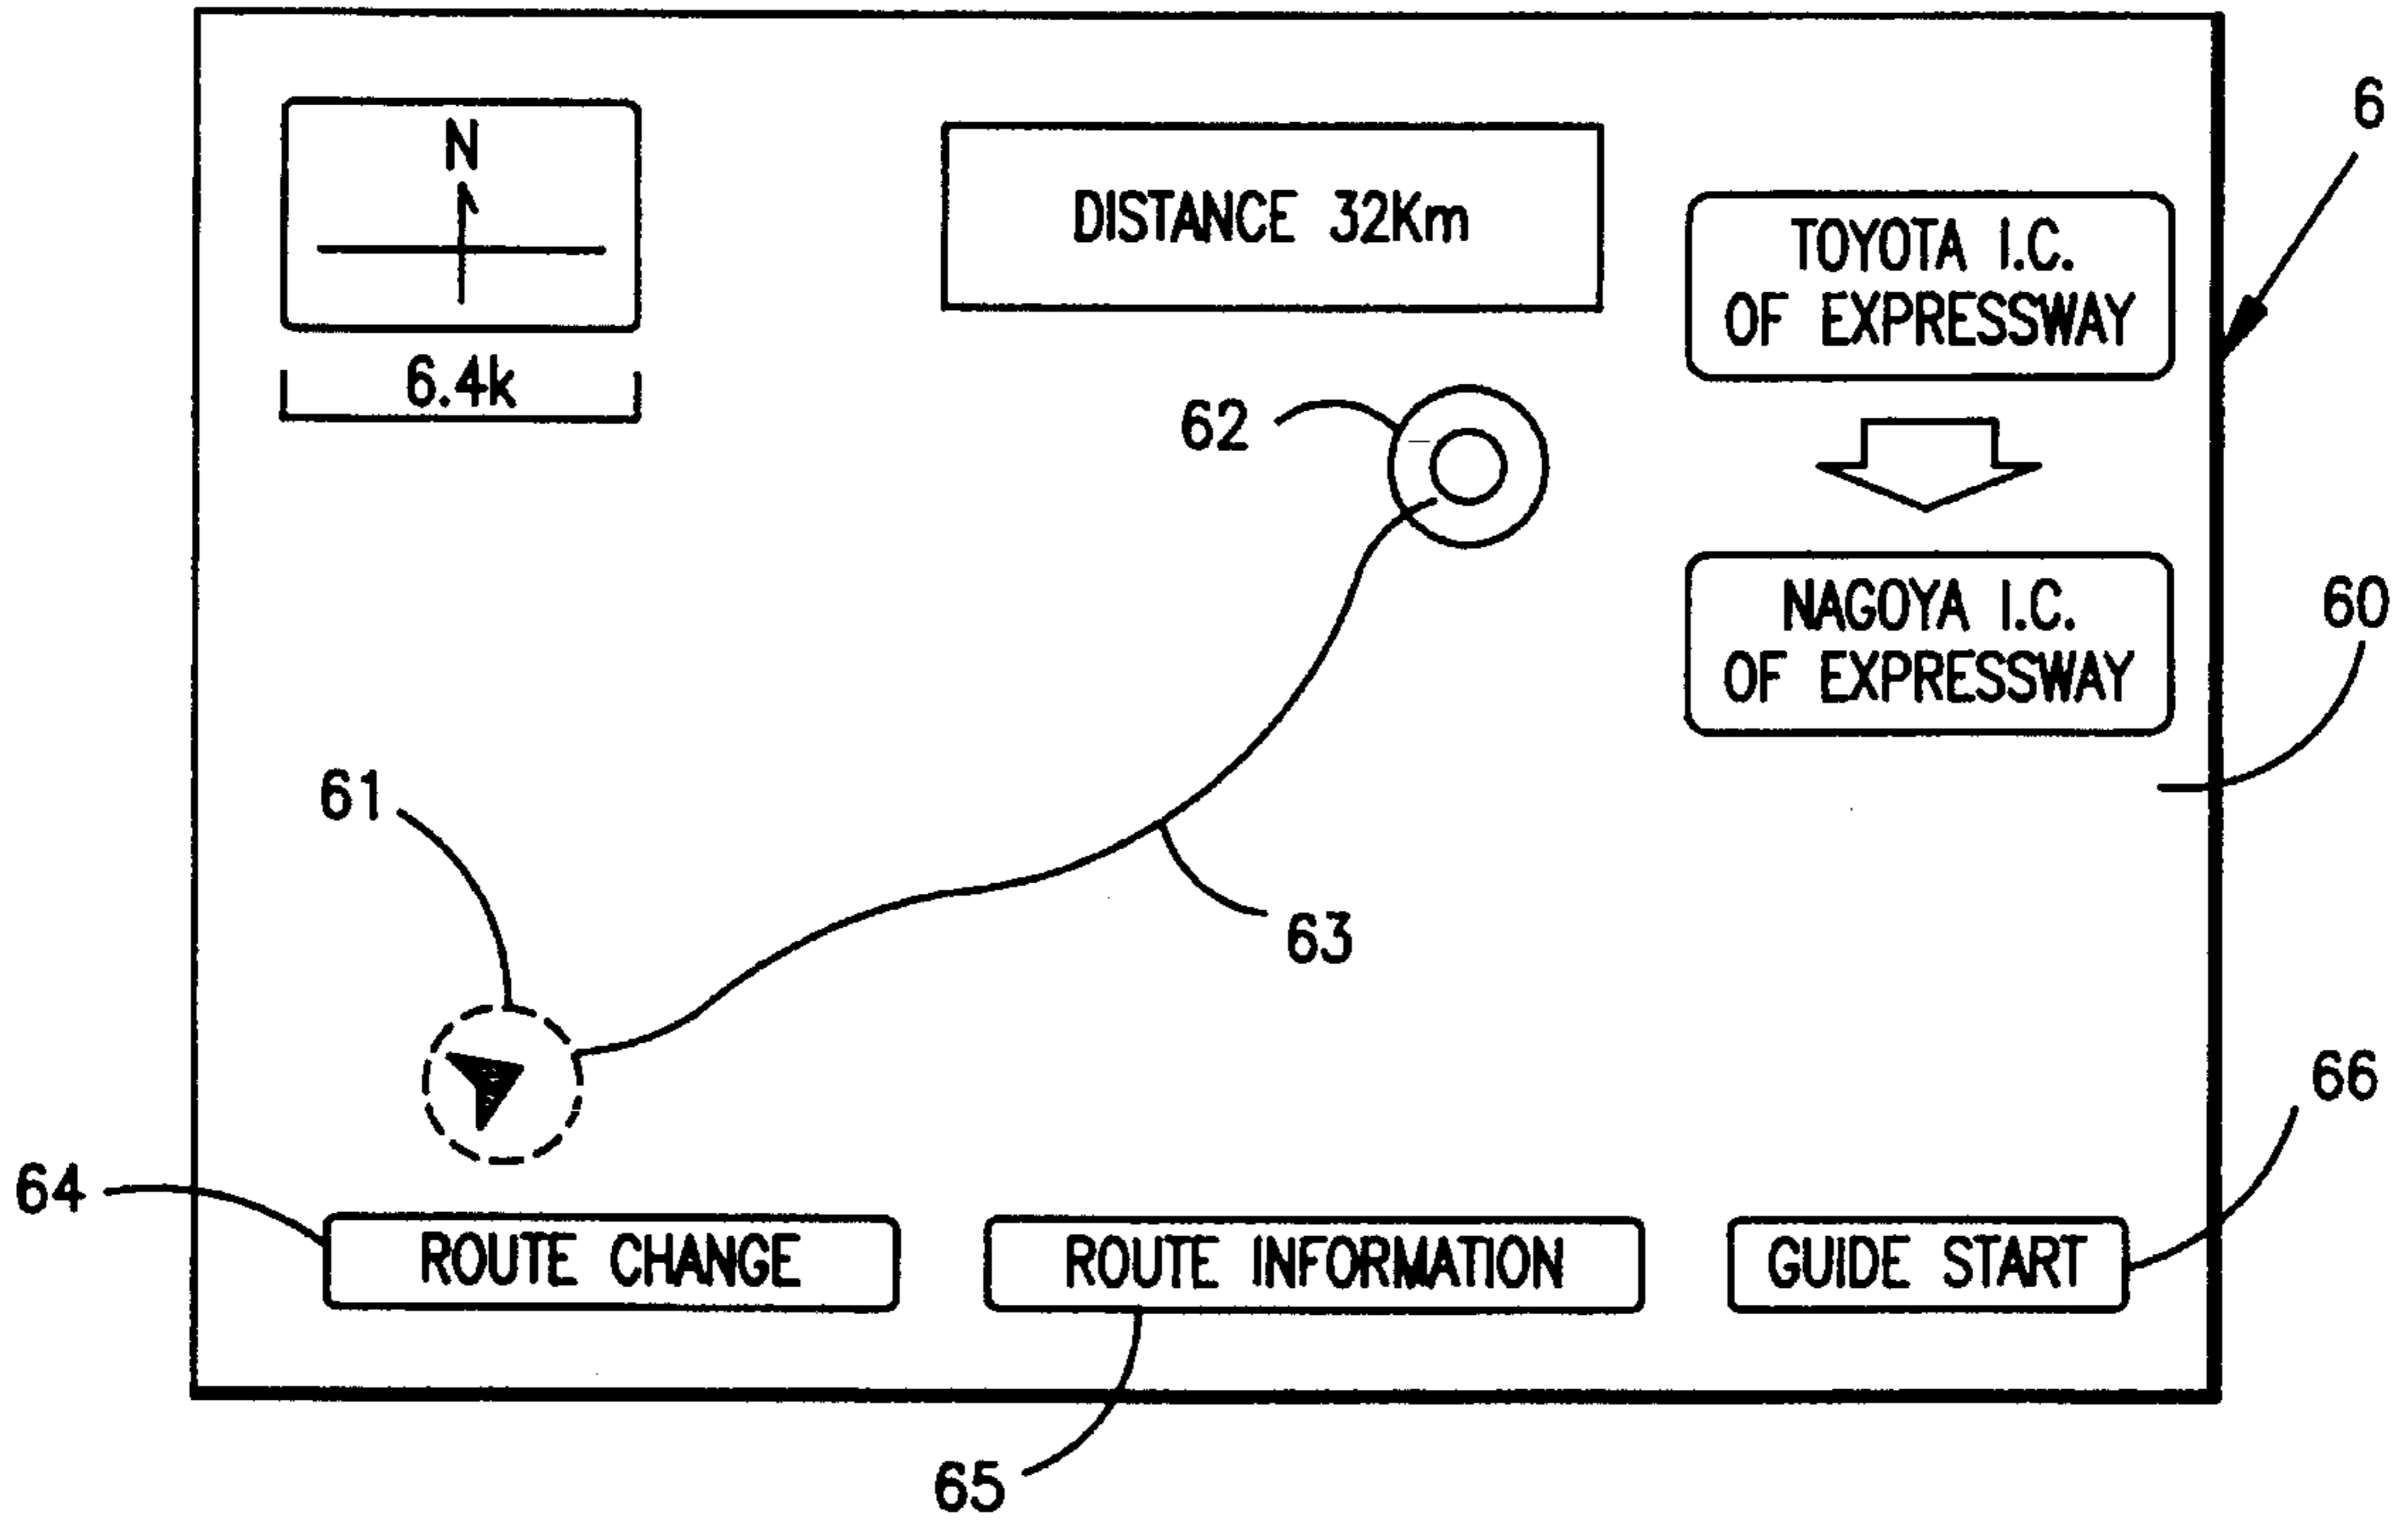 N
6.4k
DISTANCE 32Km
TOYOTA I.C.
OF EXPRESSWAY
NAGOYA I.C.
OF EXPRESSWAY
6
62
60
61
63
66
64
ROUTE CHANGE
ROUTE INFORMATION
GUIDE START
65